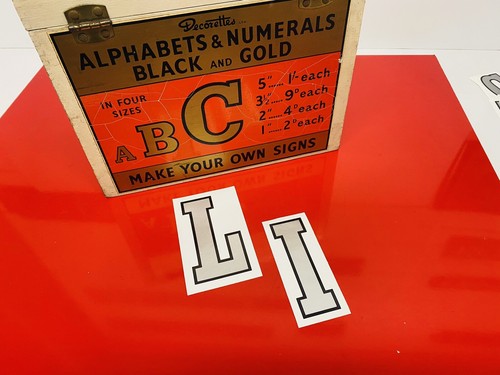 Decorettes
ALPHABETS & NUMERALS
BLACK AND GOLD
IN FOUR
SIZES
A B C
5" ...... 1/- each
3½" ...... 9ᴰ each
2" ...... 4ᴰ each
1" ...... 2ᴰ each
MAKE YOUR OWN SIGNS
L I